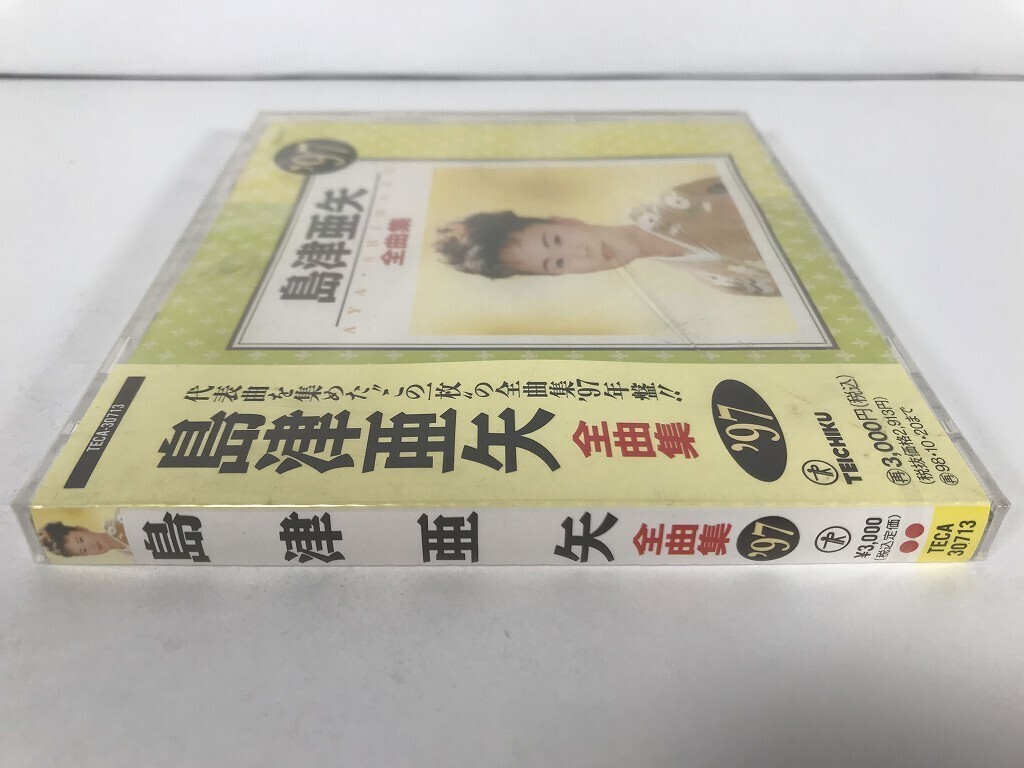 '97
島津亜矢
AYA・SHIMAZU
全曲集
TECA-30713
代表曲を集めた〝この一枚〟の全曲集'97年盤!!
島津亜矢
全曲集
'97
TEICHIKU
㋐3,000円(税込)
(税抜価格2,913円)
㋐98・10・20まで
島津亜矢
全曲集
'97
¥3,000
(税込定価)
TECA
30713